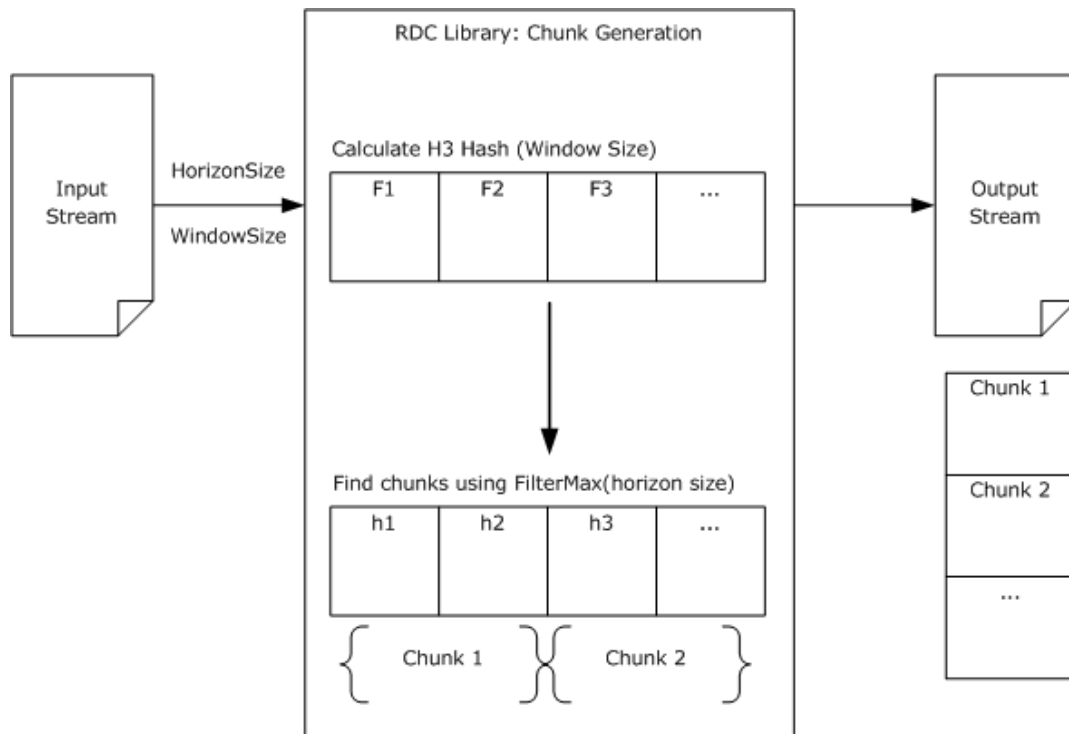 RDC Library: Chunk Generation
Input
Stream
HorizonSize
WindowSize
Calculate H3 Hash (Window Size)
F1 F2 F3 ...
Find chunks using FilterMax(horizon size)
h1 h2 h3 ...
Chunk 1 Chunk 2
Output
Stream
Chunk 1
Chunk 2
...